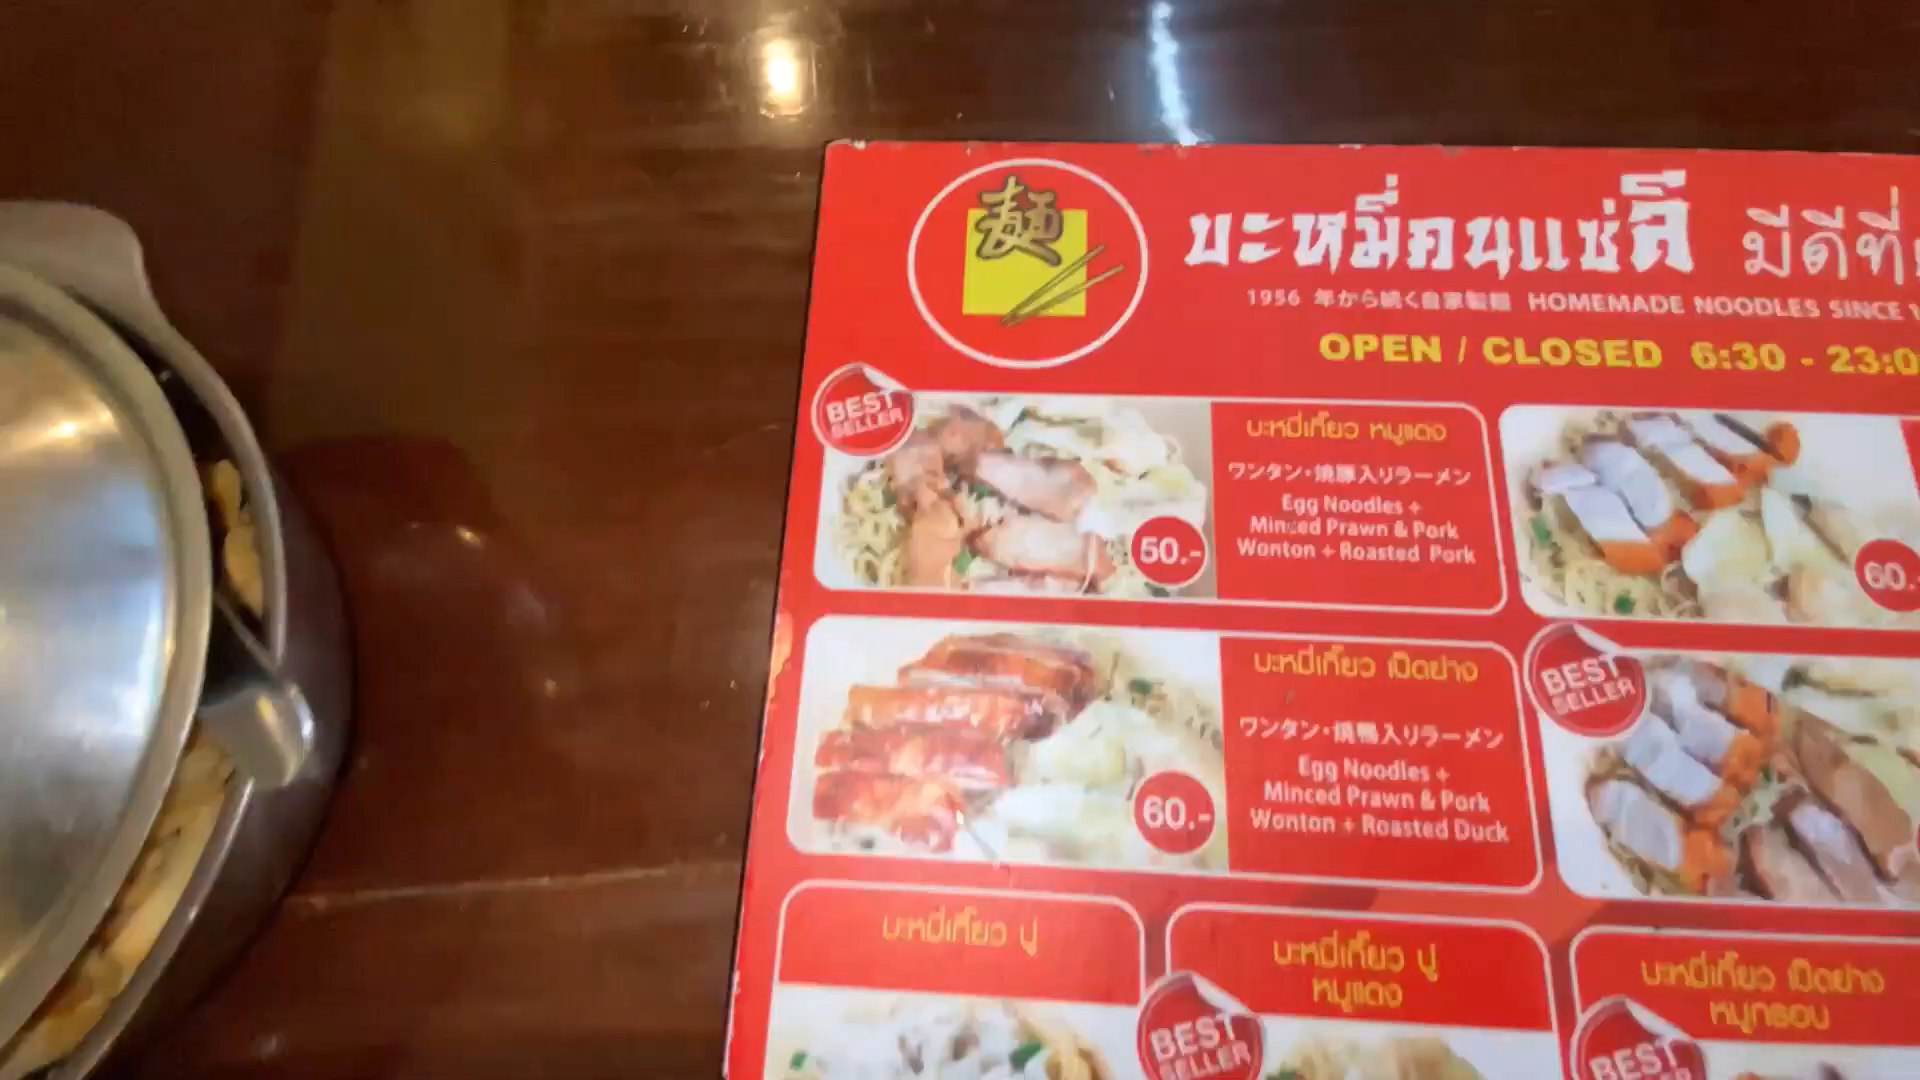 麺
บะหมี่คนแซ่ลี มีดีที่
1956 年から続く自家製麺 HOMEMADE NOODLES SINCE
OPEN / CLOSED 6:30 - 23:0
BEST SELLER
บะหมี่เกี๊ยว หมูแดง
ワンタン・焼豚入りラーメン
Egg Noodles +
Minced Prawn & Pork
Wonton + Roasted Pork
50.-
60.-
บะหมี่เกี๊ยว เป็ดย่าง
ワンタン・焼鴨入りラーメン
Egg Noodles +
Minced Prawn & Pork
Wonton + Roasted Duck
60.-
BEST SELLER
บะหมี่เกี๊ยว ปู
บะหมี่เกี๊ยว ปู
หมูแดง
BEST SELLER
บะหมี่เกี๊ยว เป็ดย่าง
หมูกรอบ
BEST